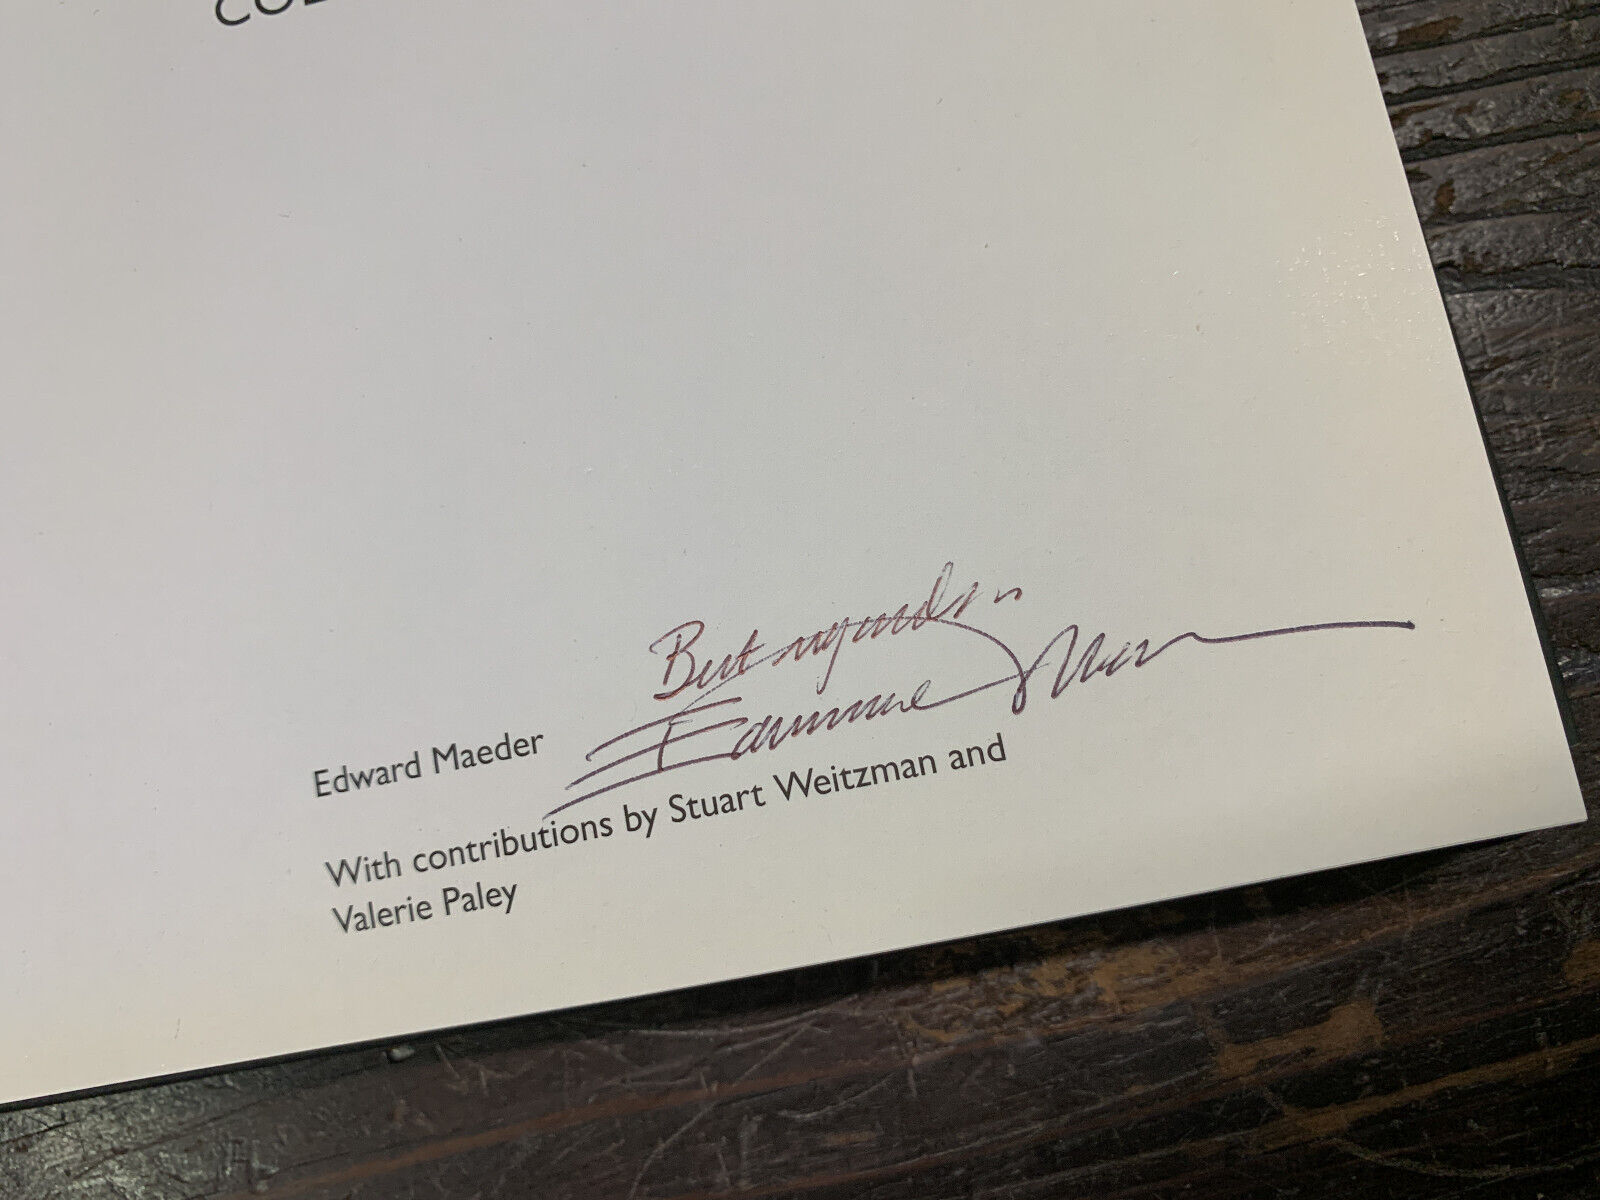 Best regards..
Edward Maeder
With contributions by Stuart Weitzman and
Valerie Paley